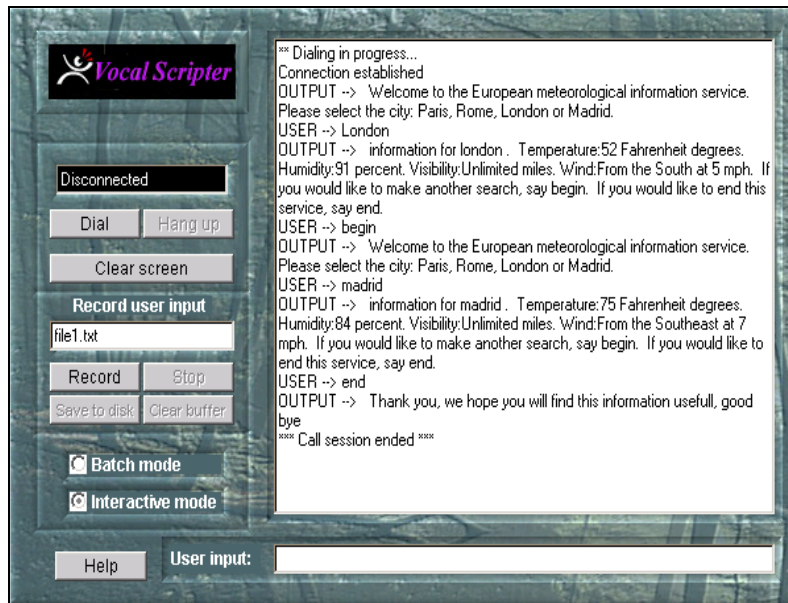 Vocal Scripter
Disconnected
Dial
Hang up
Clear screen
Record user input
file1.txt
Record
Stop
Save to disk
Clear buffer
Batch mode
Interactive mode
Help
** Dialing in progress...
Connection established
OUTPUT --> Welcome to the European meteorological information service.
Please select the city: Paris, Rome, London or Madrid.
USER --> London
OUTPUT --> information for london . Temperature:52 Fahrenheit degrees.
Humidity:91 percent. Visibility:Unlimited miles. Wind:From the South at 5 mph. If
you would like to make another search, say begin. If you would like to end this
service, say end.
USER --> begin
OUTPUT --> Welcome to the European meteorological information service.
Please select the city: Paris, Rome, London or Madrid.
USER --> madrid
OUTPUT --> information for madrid . Temperature:75 Fahrenheit degrees.
Humidity:84 percent. Visibility:Unlimited miles. Wind:From the Southeast at 7
mph. If you would like to make another search, say begin. If you would like to
end this service, say end.
USER --> end
OUTPUT --> Thank you, we hope you will find this information usefull, good
bye
*** Call session ended ***
User input: